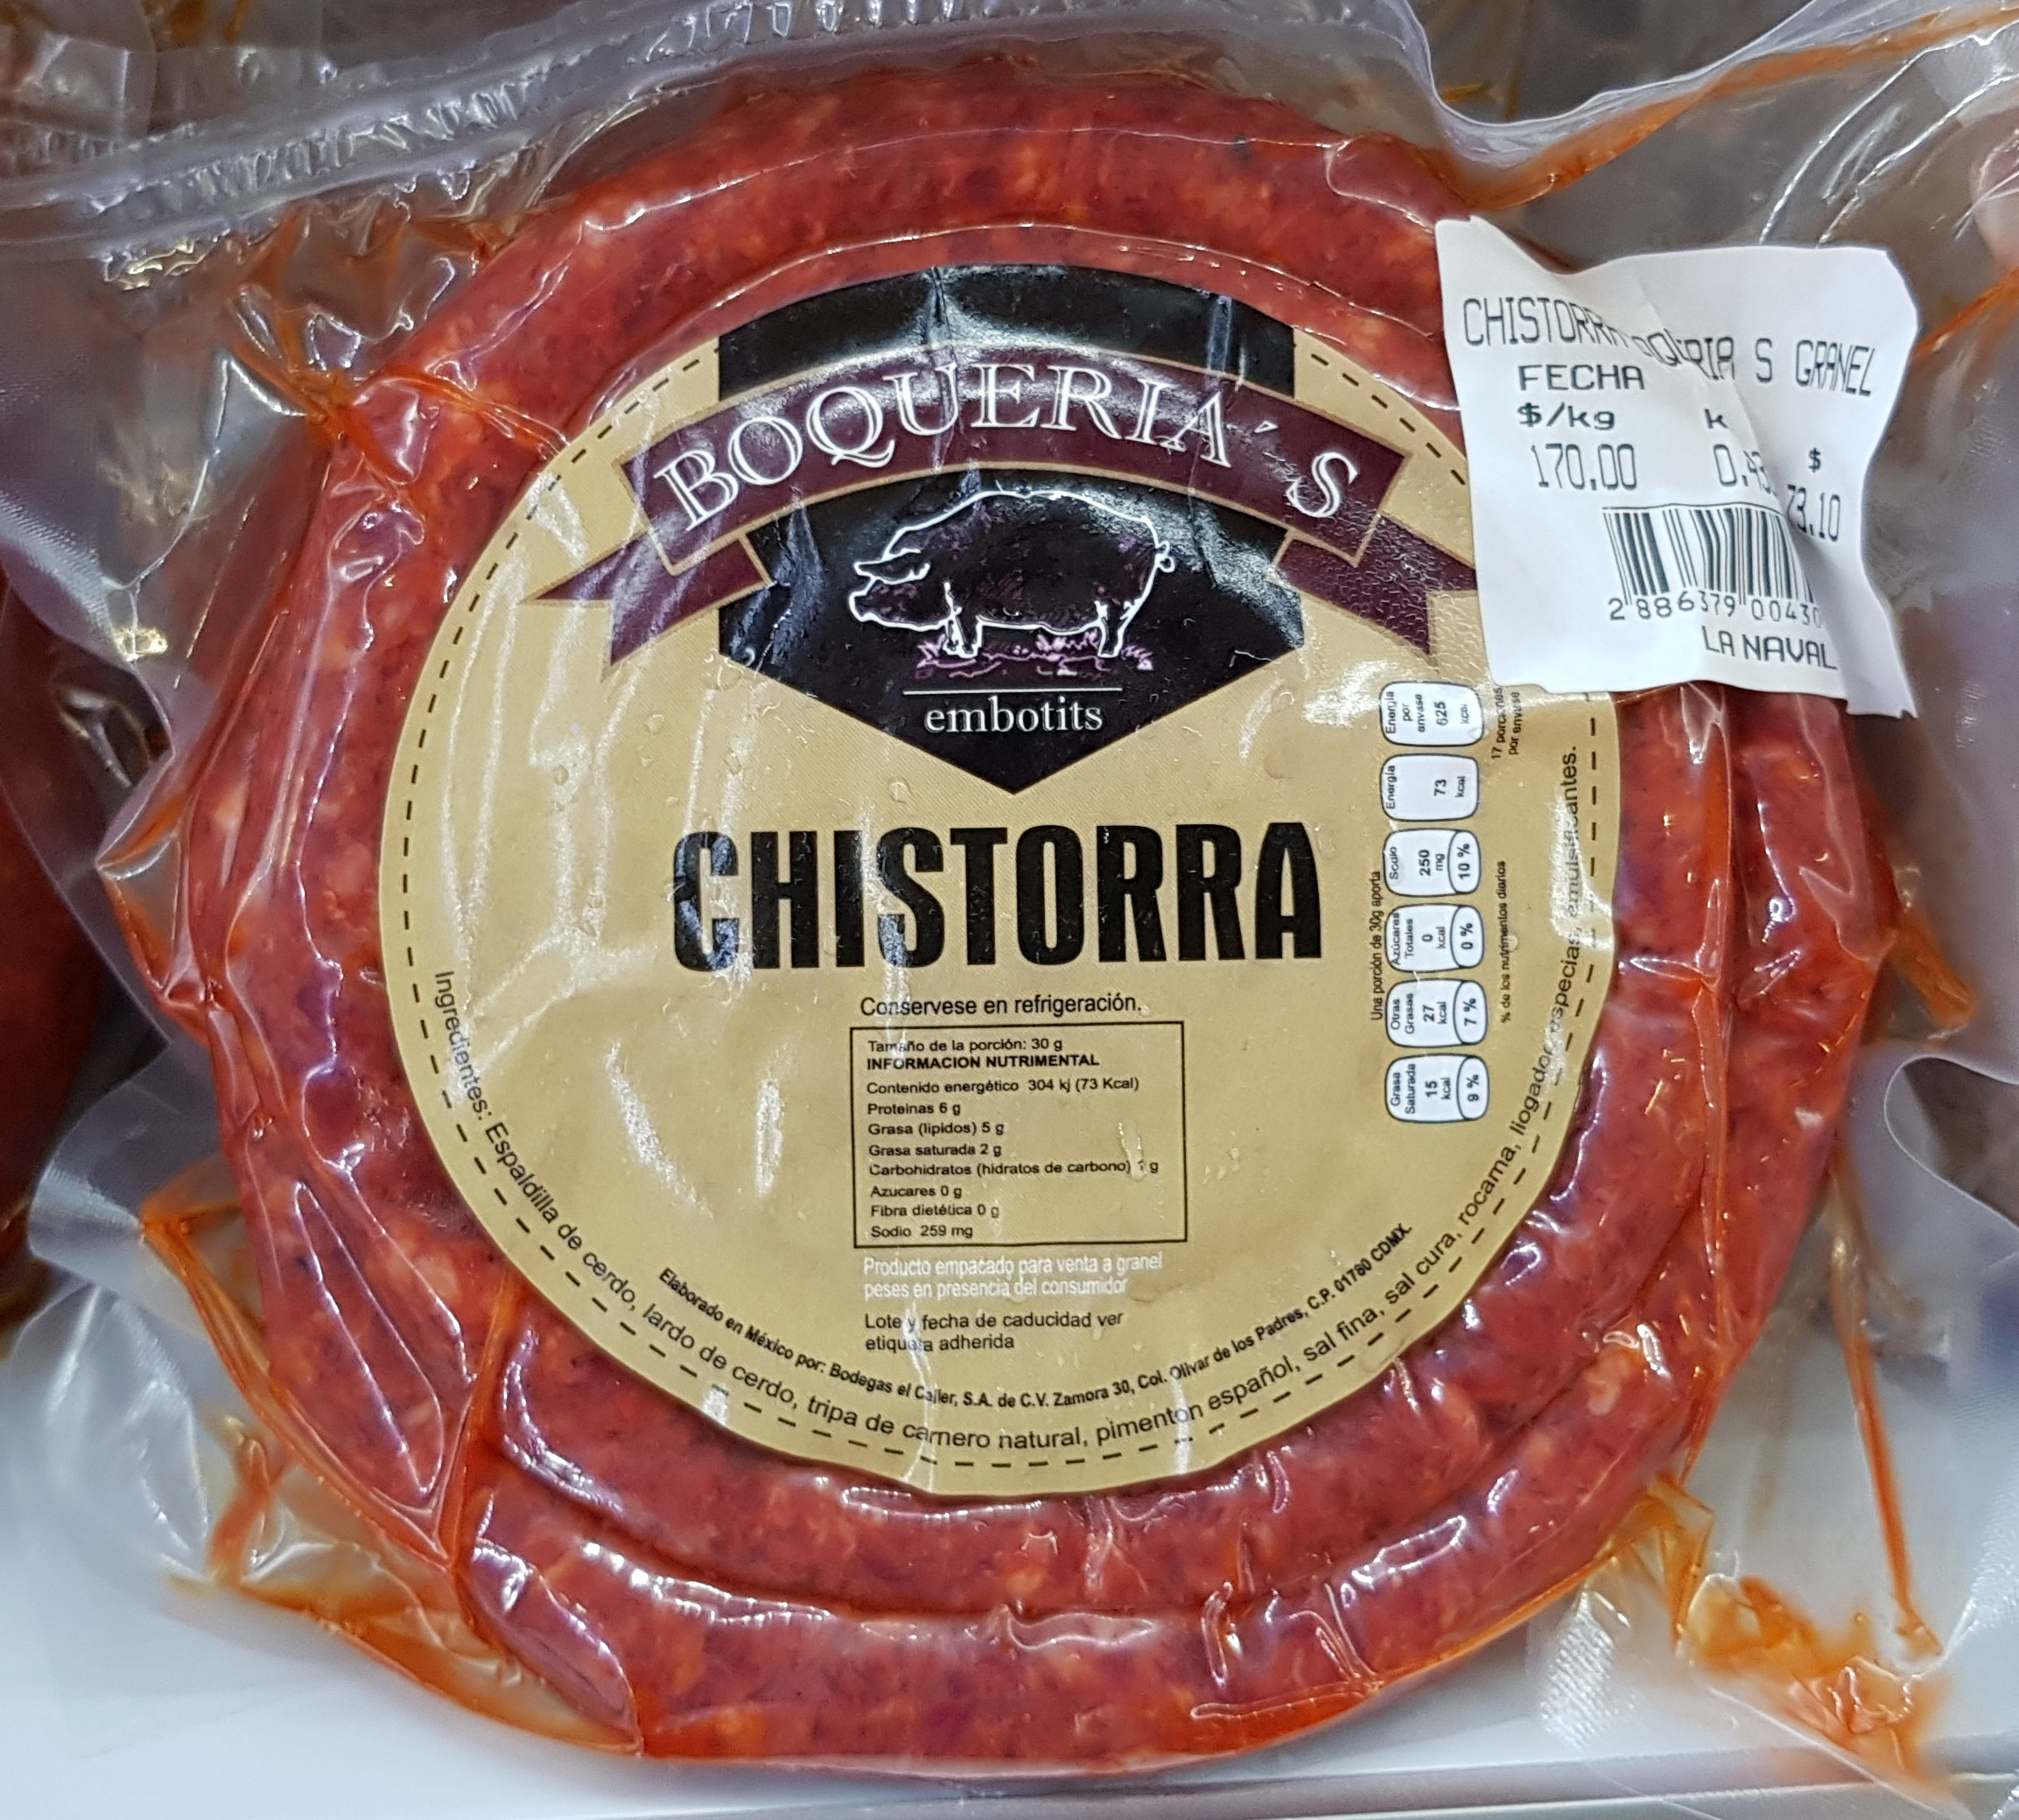 BOQUERIA´S
embotits
CHISTORRA
Conservese en refrigeración.
Tamaño de la porción: 30 g
INFORMACION NUTRIMENTAL
Contenido energético 304 kj (73 Kcal)
Proteinas 6 g
Grasa (lipidos) 5 g
Grasa saturada 2 g
Carbohidratos (hidratos de carbono) g
Azucares 0 g
Fibra dietética 0 g
Sodio 259 mg
Producto empacado para venta a granel
peses en presencia del consumidor
Lote y fecha de caducidad ver
etiqueta adherida
Elaborado en México por: Bodegas el Caller, S.A. de C.V. Zamora 30, Col. Olivar de los Padres, C.P. 01780 CDMX.
Ingredientes: Espaldilla de cerdo, lardo de cerdo, tripa de carnero natural, pimenton español, sal fina, sal cura, rocama, liogador, especias, emulsificantes.
Una porción de 30g aporta
Grasa Saturada 15 kcal 9 %
Otras Grasas 27 kcal 7 %
Azúcares Totales 0 kcal 0 %
250 mg 10 %
Energía 73 kcal
Energía por envase 625 kcal
% de los nutrimentos diarios
17 porciones
por envase
CHISTORRA S GRANEL
FECHA
$/kg $
170.00 73.10
2 886379 00430
LA NAVAL